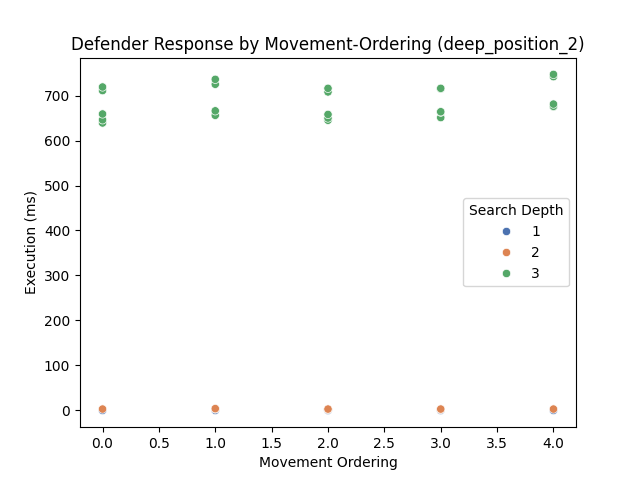 Defender Response by Movement-Ordering (deep_position_2)
Execution (ms)
700
600
500
400
300
200
100
0
Search Depth
1
2
3
0.0 0.5 1.0 1.5 2.0 2.5 3.0 3.5 4.0
Movement Ordering